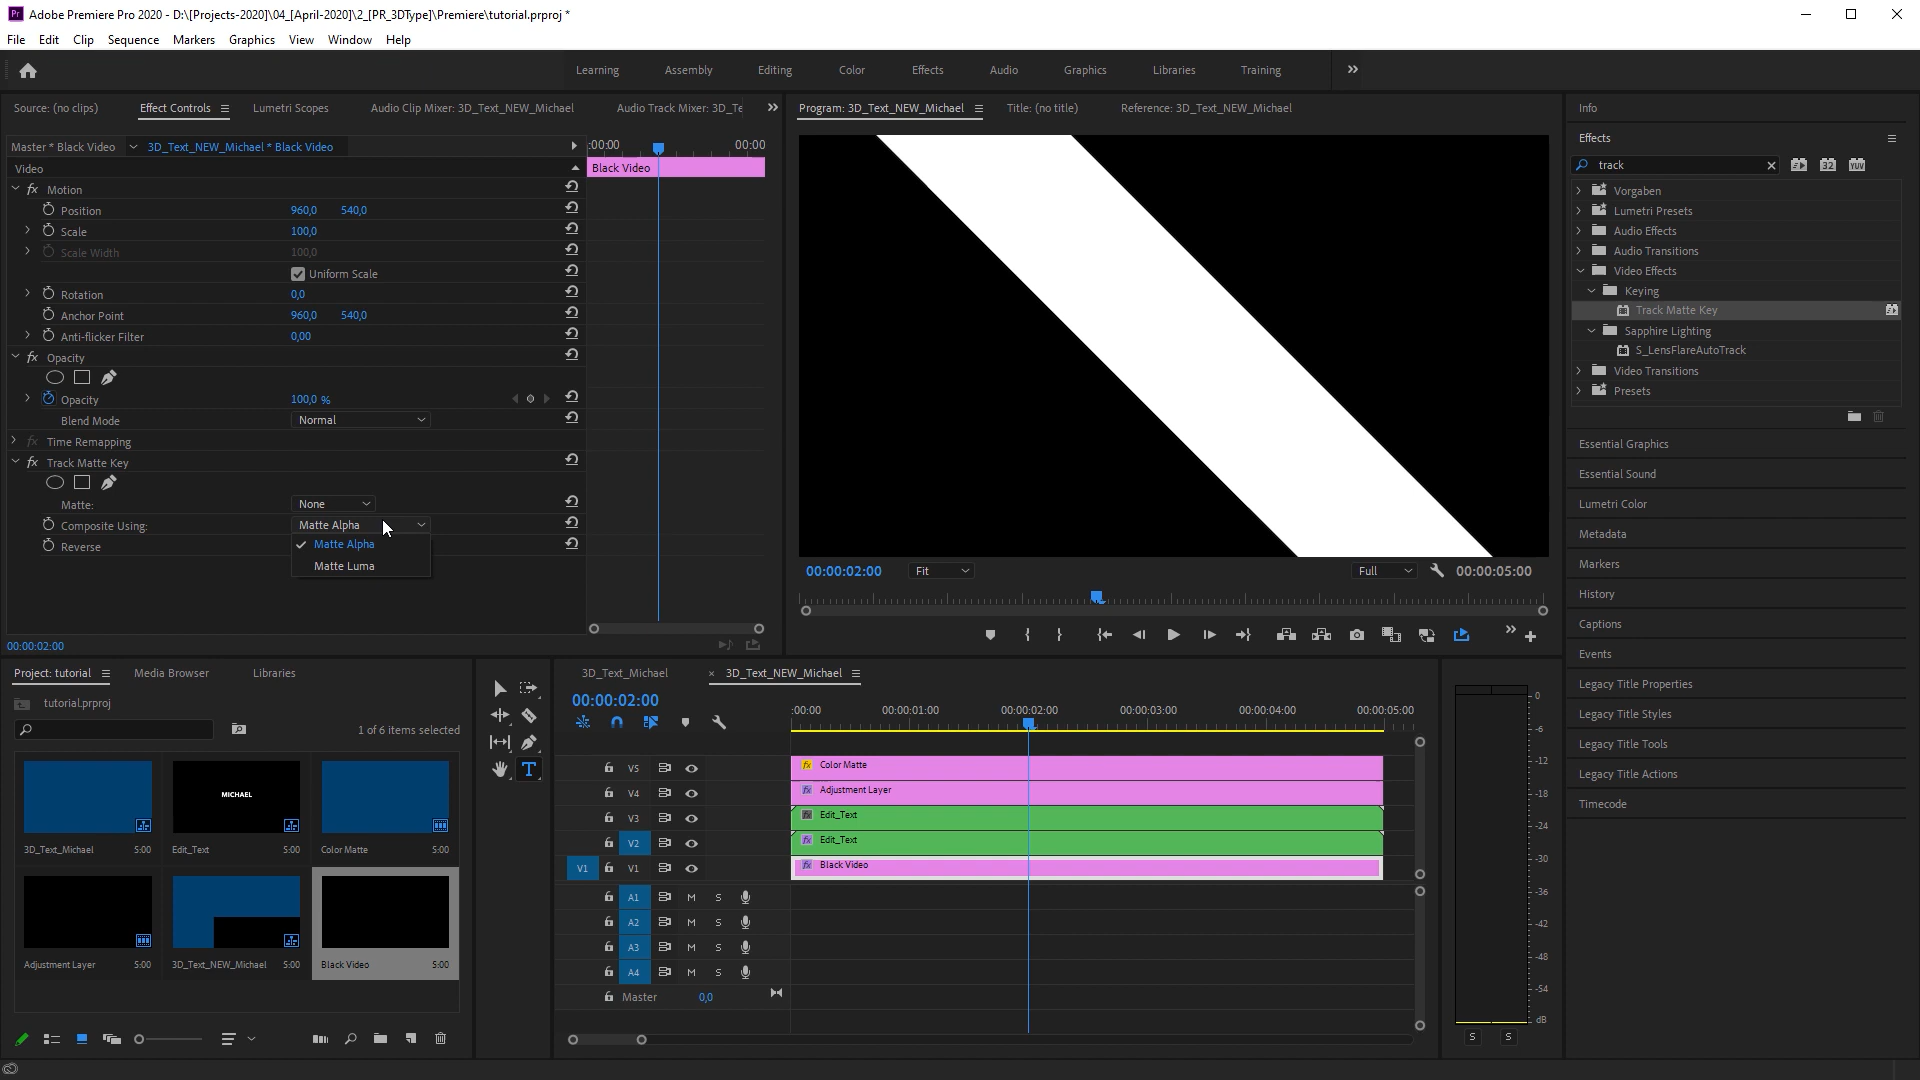 Adobe Premiere Pro 2020 - D:\[Projects-2020]\04_[April-2020]\2_[PR_3DType]\Premiere\tutorial.prproj *
File Edit Clip Sequence Markers Graphics View Window Help
Learning Assembly Editing Color Effects Audio Graphics Libraries Training
Source: (no clips) Effect Controls Lumetri Scopes Audio Clip Mixer: 3D_Text_NEW_Michael Audio Track Mixer: 3D_Te
Master * Black Video 3D_Text_NEW_Michael * Black Video
:00:00 00:00
Video
Black Video
fx Motion
Position 960,0 540,0
Scale 100,0
Scale Width 100,0
Uniform Scale
Rotation 0,0
Anchor Point 960,0 540,0
Anti-flicker Filter 0,00
fx Opacity
Opacity 100,0 %
Blend Mode Normal
fx Time Remapping
fx Track Matte Key
Matte: None
Composite Using: Matte Alpha
Reverse
Matte Alpha
Matte Luma
00:00:02:00
Program: 3D_Text_NEW_Michael Title: (no title) Reference: 3D_Text_NEW_Michael
00:00:02:00 Fit Full 00:00:05:00
Info
Effects
track
32 YUV
Vorgaben
Lumetri Presets
Audio Effects
Audio Transitions
Video Effects
Keying
Track Matte Key
Sapphire Lighting
S_LensFlareAutoTrack
Video Transitions
Presets
Essential Graphics
Essential Sound
Lumetri Color
Metadata
Markers
History
Captions
Events
Legacy Title Properties
Legacy Title Styles
Legacy Title Tools
Legacy Title Actions
Timecode
Project: tutorial Media Browser Libraries
tutorial.prproj
1 of 6 items selected
MICHAEL
3D_Text_Michael 5:00 Edit_Text 5:00 Color Matte 5:00
Adjustment Layer 5:00 3D_Text_NEW_Michael 5:00 Black Video 5:00
T
3D_Text_Michael × 3D_Text_NEW_Michael
00:00:02:00
:00:00 00:00:01:00 00:00:02:00 00:00:03:00 00:00:04:00 00:00:05:00
V5 fx Color Matte
V4 fx Adjustment Layer
V3 fx Edit_Text
V2 fx Edit_Text
V1 V1 fx Black Video
A1 M S
A2 M S
A3 M S
A4 M S
Master 0,0
0
-6
-12
-18
-24
-30
-36
-42
-48
-54
dB
S S